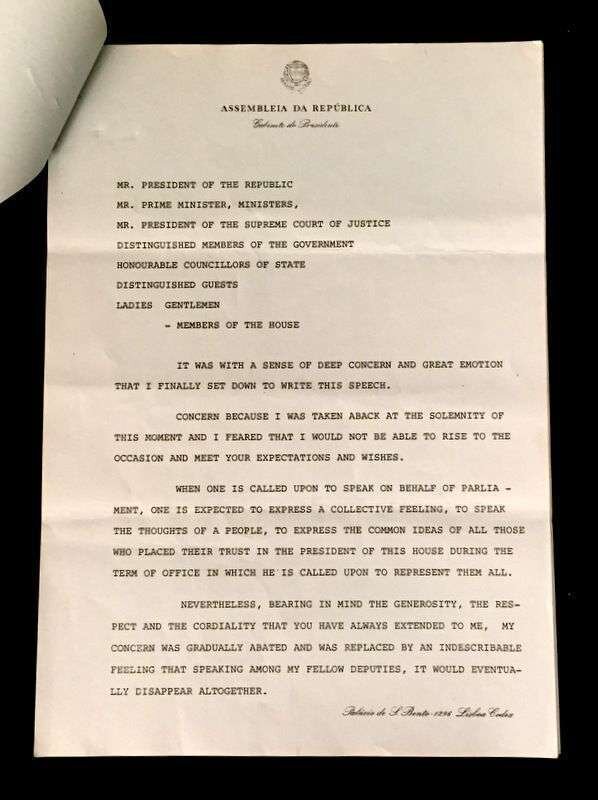 ASSEMBLEIA DA REPÚBLICA
Gabinete do Presidente
MR. PRESIDENT OF THE REPUBLIC
MR. PRIME MINISTER, MINISTERS,
MR. PRESIDENT OF THE SUPREME COURT OF JUSTICE
DISTINGUISHED MEMBERS OF THE GOVERNMENT
HONOURABLE COUNCILLORS OF STATE
DISTINGUISHED GUESTS
LADIES GENTLEMEN
- MEMBERS OF THE HOUSE
IT WAS WITH A SENSE OF DEEP CONCERN AND GREAT EMOTION
THAT I FINALLY SET DOWN TO WRITE THIS SPEECH.
CONCERN BECAUSE I WAS TAKEN ABACK AT THE SOLEMNITY OF
THIS MOMENT AND I FEARED THAT I WOULD NOT BE ABLE TO RISE TO THE
OCCASION AND MEET YOUR EXPECTATIONS AND WISHES.
WHEN ONE IS CALLED UPON TO SPEAK ON BEHALF OF PARLIA -
MENT, ONE IS EXPECTED TO EXPRESS A COLLECTIVE FEELING, TO SPEAK
THE THOUGHTS OF A PEOPLE, TO EXPRESS THE COMMON IDEAS OF ALL THOSE
WHO PLACED THEIR TRUST IN THE PRESIDENT OF THIS HOUSE DURING THE
TERM OF OFFICE IN WHICH HE IS CALLED UPON TO REPRESENT THEM ALL.
NEVERTHELESS, BEARING IN MIND THE GENEROSITY, THE RES-
PECT AND THE CORDIALITY THAT YOU HAVE ALWAYS EXTENDED TO ME, MY
CONCERN WAS GRADUALLY ABATED AND WAS REPLACED BY AN INDESCRIBABLE
FEELING THAT SPEAKING AMONG MY FELLOW DEPUTIES, IT WOULD EVENTUA-
LLY DISAPPEAR ALTOGETHER.
Palácio de S. Bento - 1296 Lisboa Codex